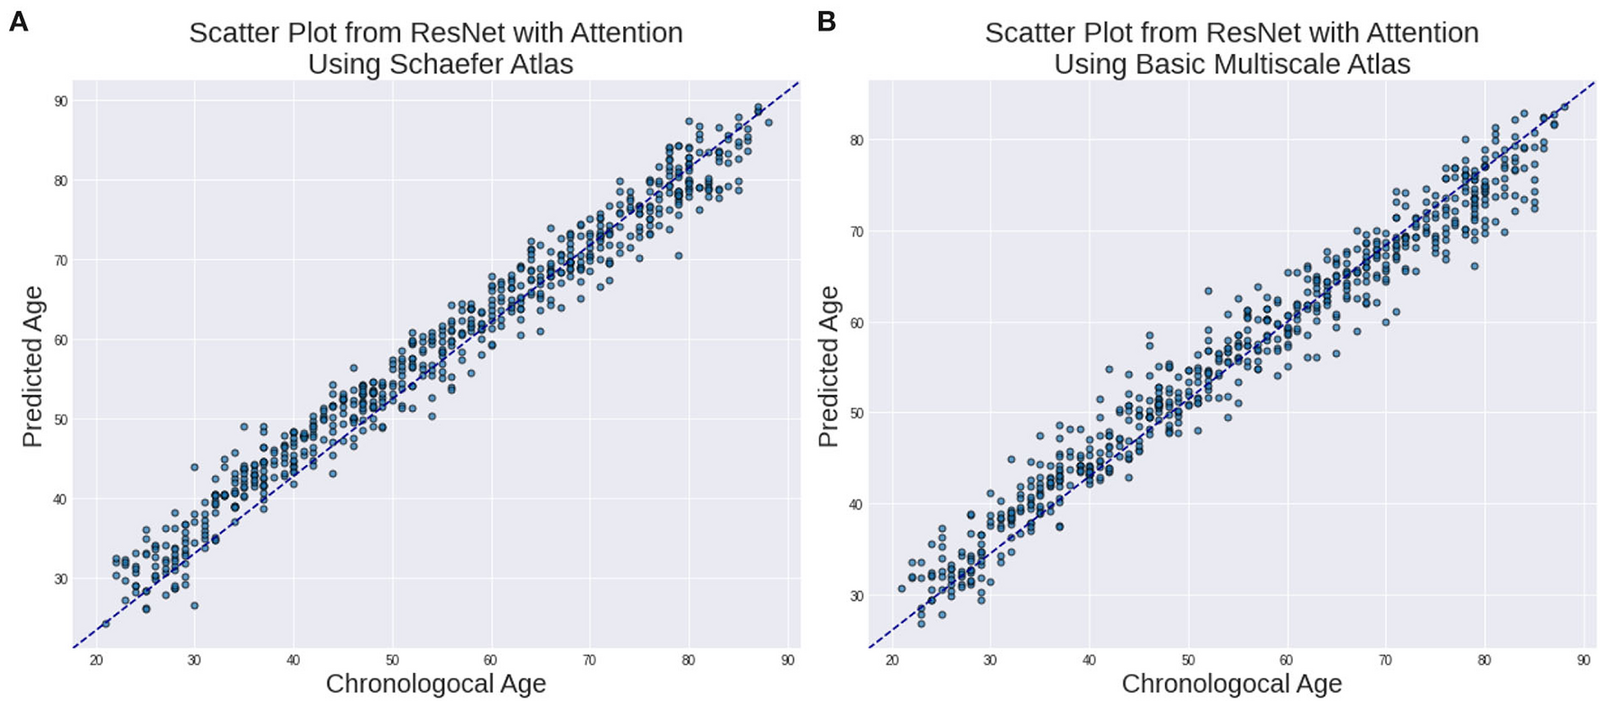 A
Scatter Plot from ResNet with Attention
Using Schaefer Atlas
90
80
70
60
50
40
30
Predicted Age
20 30 40 50 60 70 80 90
Chronologocal Age
B
Scatter Plot from ResNet with Attention
Using Basic Multiscale Atlas
80
70
60
50
40
30
Predicted Age
20 30 40 50 60 70 80 90
Chronologocal Age